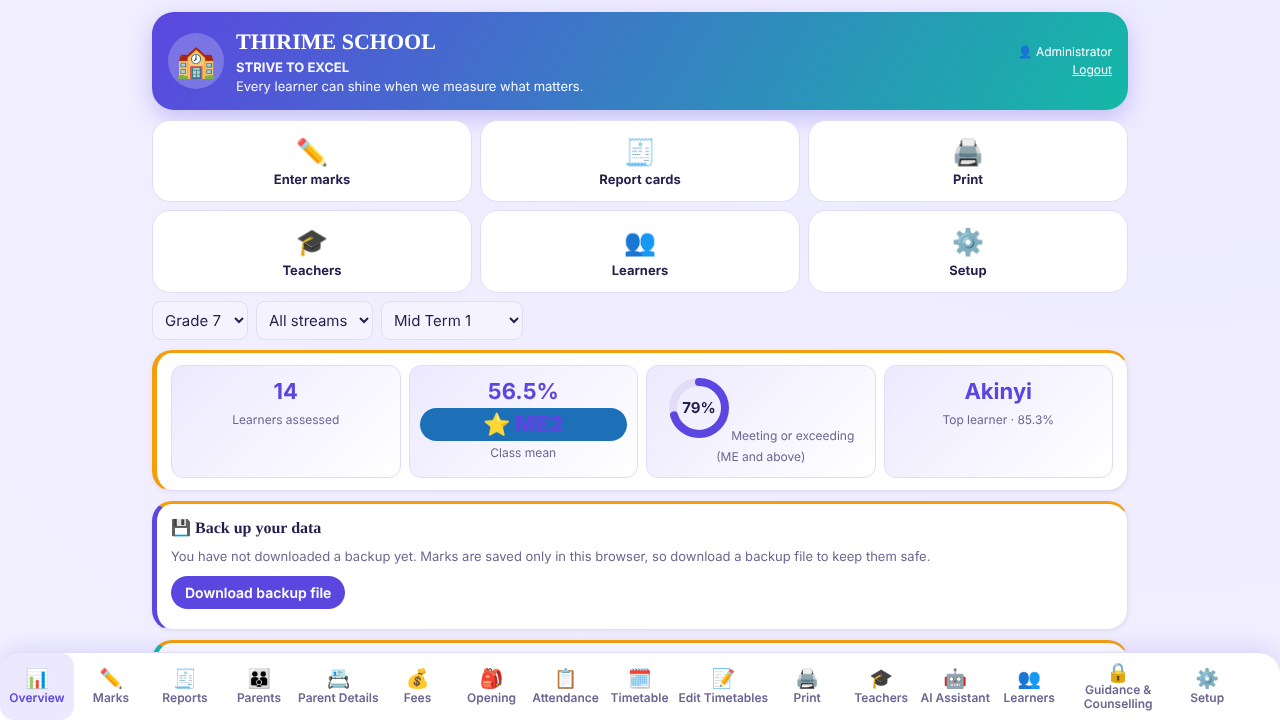 THIRIME SCHOOL
STRIVE TO EXCEL
Every learner can shine when we measure what matters.
Administrator
Logout
Enter marks
Report cards
Print
Teachers
Learners
Setup
Grade 7
All streams
Mid Term 1
14
Learners assessed
56.5%
ME2
Class mean
79%
Meeting or exceeding
(ME and above)
Akinyi
Top learner · 85.3%
Back up your data
You have not downloaded a backup yet. Marks are saved only in this browser, so download a backup file to keep them safe.
Download backup file
Overview
Marks
Reports
Parents
Parent Details
Fees
Opening
Attendance
Timetable
Edit Timetables
Print
Teachers
AI Assistant
Learners
Guidance &
Counselling
Setup